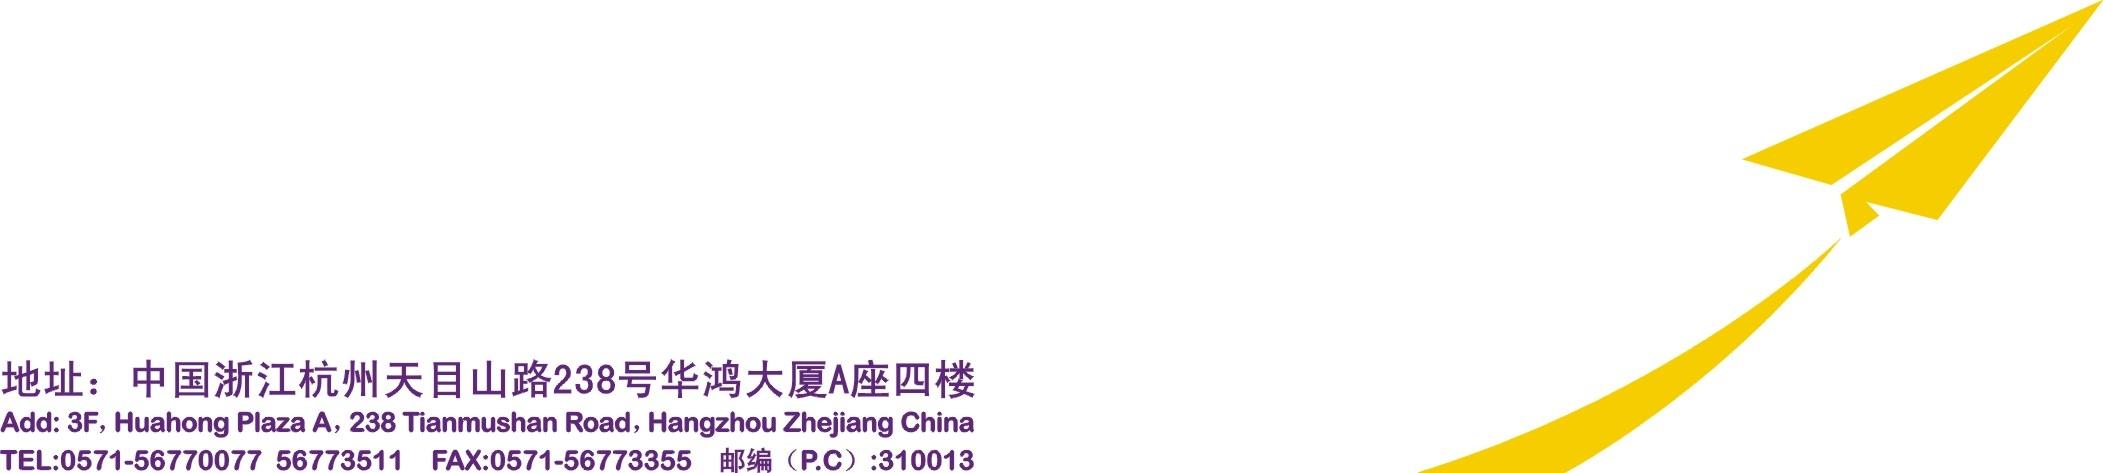 地址：中国浙江杭州天目山路238号华鸿大厦A座四楼
Add: 3F，Huahong Plaza A，238 Tianmushan Road，Hangzhou Zhejiang China
TEL:0571-56770077 56773511 FAX:0571-56773355 邮编（P.C）:310013